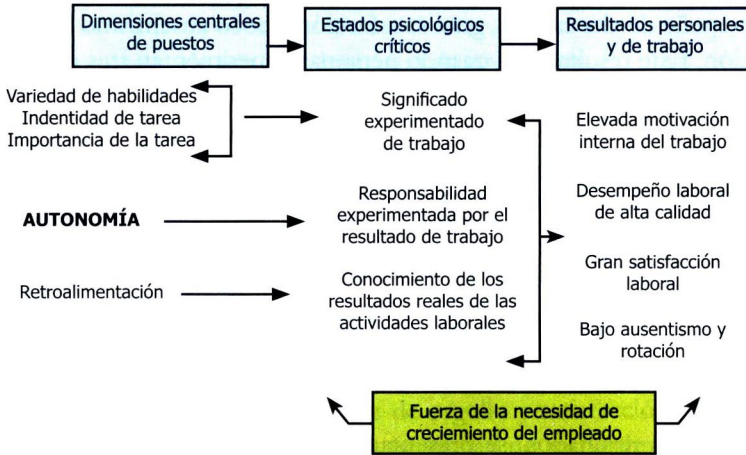 Dimensiones centrales
de puestos
Estados psicológicos
críticos
Resultados personales
y de trabajo
Variedad de habilidades
Indentidad de tarea
Importancia de la tarea
Significado
experimentado
de trabajo
Elevada motivación
interna del trabajo
AUTONOMÍA
Responsabilidad
experimentada por el
resultado de trabajo
Desempeño laboral
de alta calidad
Retroalimentación
Conocimiento de los
resultados reales de las
actividades laborales
Gran satisfacción
laboral
Bajo ausentismo y
rotación
Fuerza de la necesidad de
creciemiento del empleado